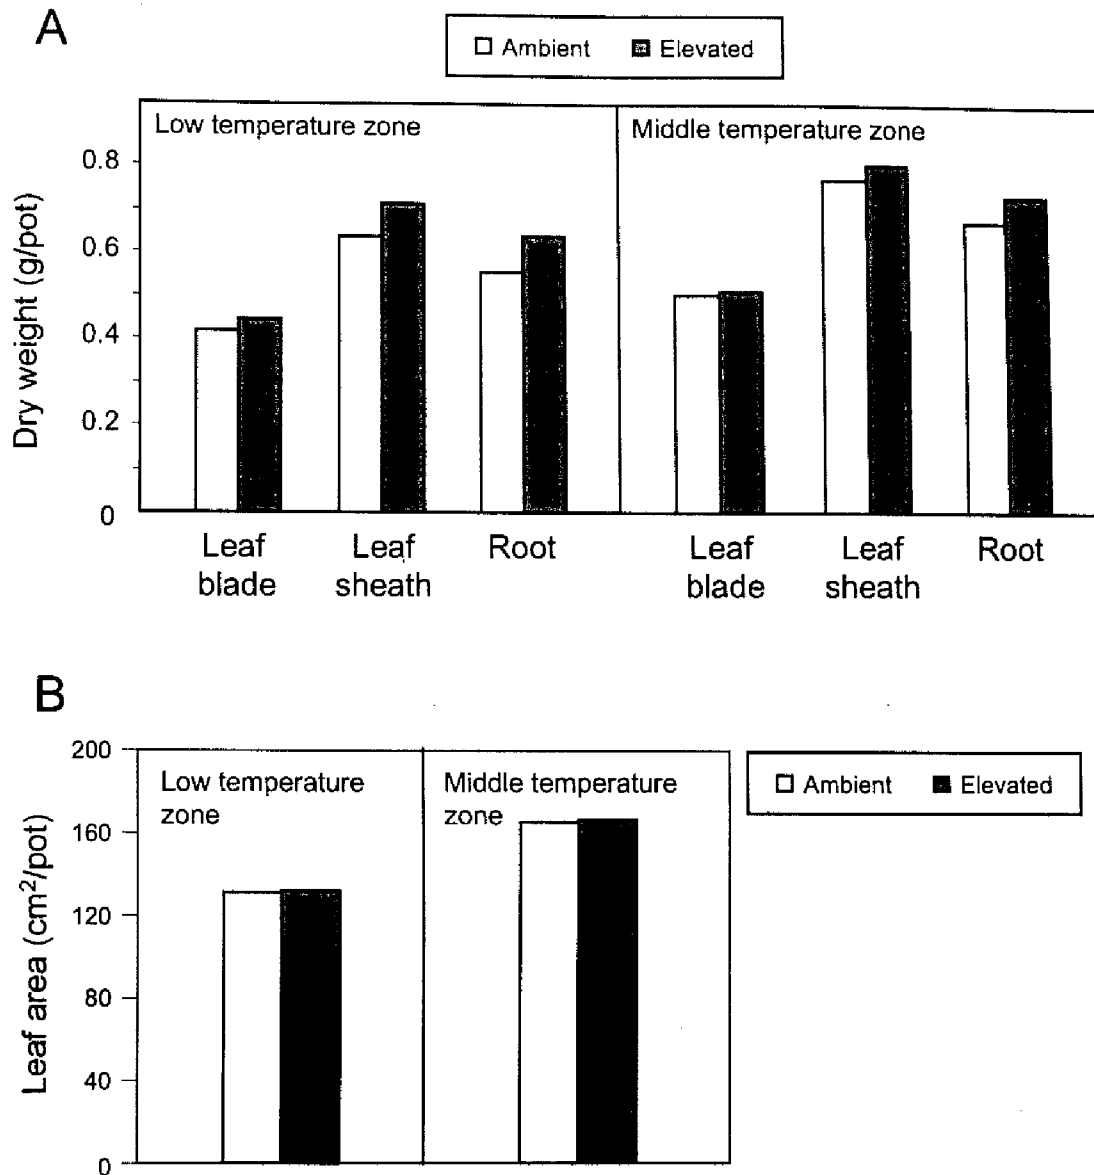 A
Ambient Elevated
Low temperature zone
Middle temperature zone
Dry weight (g/pot)
0.8
0.6
0.4
0.2
0
Leaf blade
Leaf sheath
Root
Leaf blade
Leaf sheath
Root
B
Ambient Elevated
Low temperature
zone
Middle temperature
zone
Leaf area (cm²/pot)
200
160
120
80
40
0